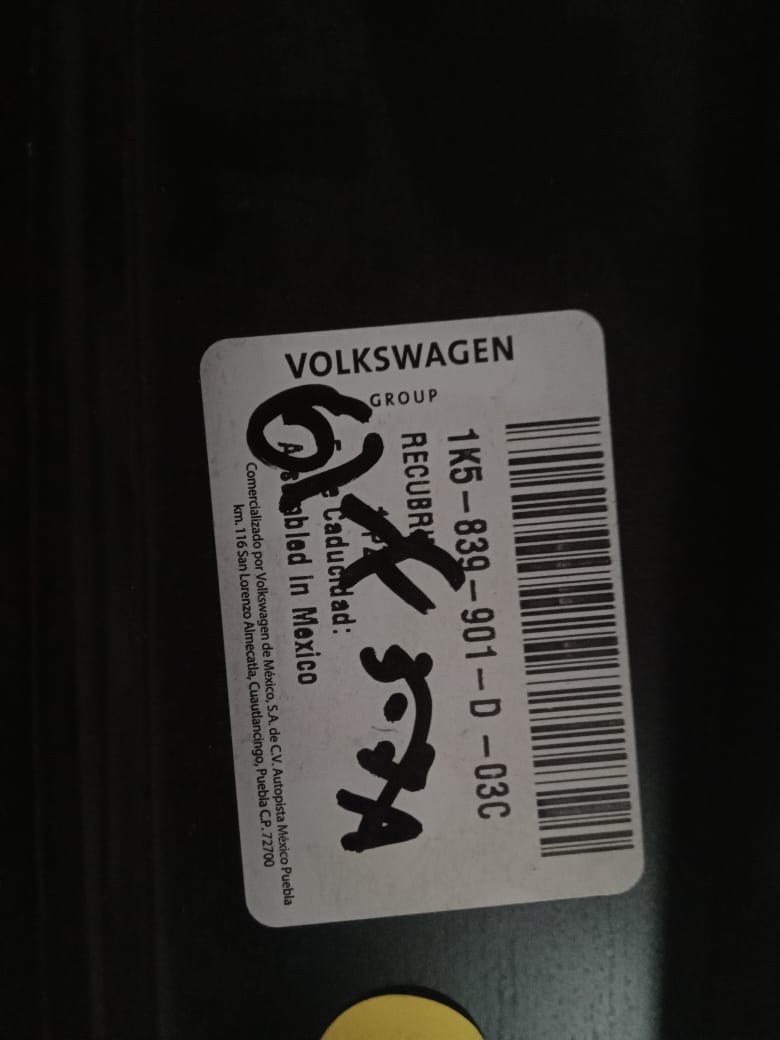 VOLKSWAGEN
GROUP
1K5-839-901-D -03C
Caducidad:
Assembled in Mexico
Comercializado por Volkswagen de México, S.A. de C.V. Autopista México Puebla
km. 116 San Lorenzo Almecatla, Cuautlancingo, Puebla C.P. 72700